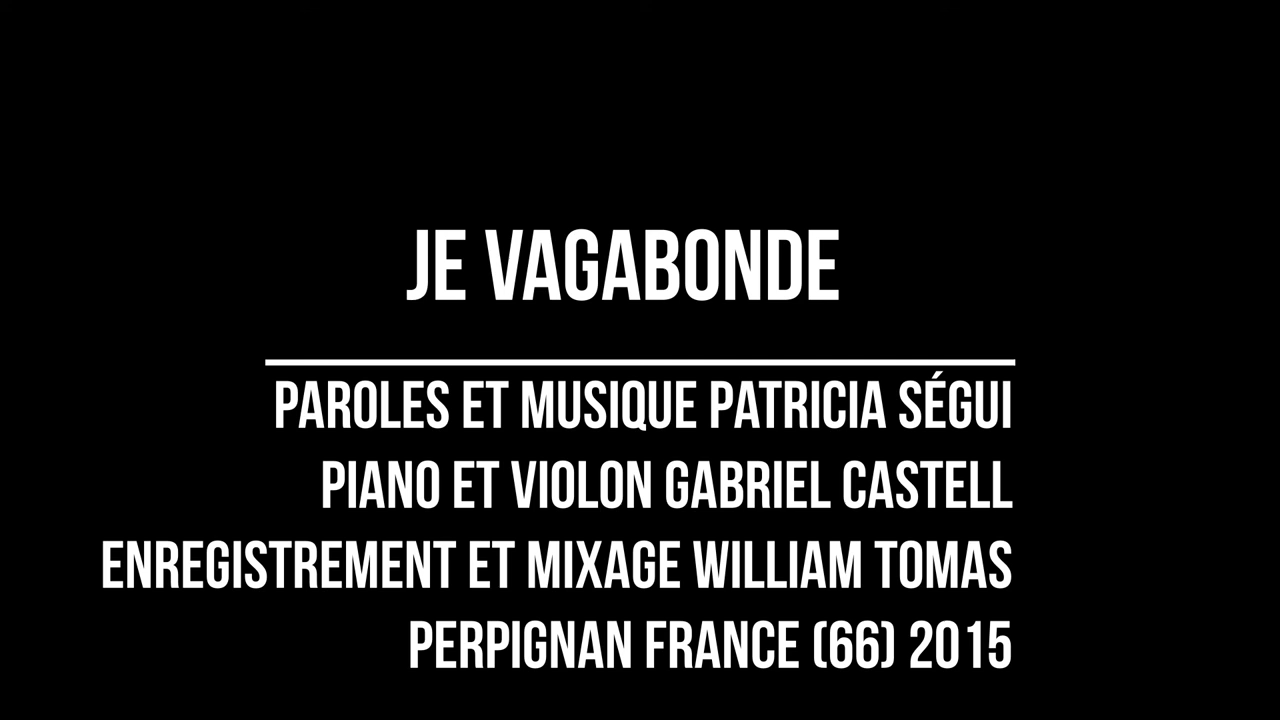 JE VAGABONDE
PAROLES ET MUSIQUE PATRICIA SÉGUI
PIANO ET VIOLON GABRIEL CASTELL
ENREGISTREMENT ET MIXAGE WILLIAM TOMAS
PERPIGNAN FRANCE (66) 2015